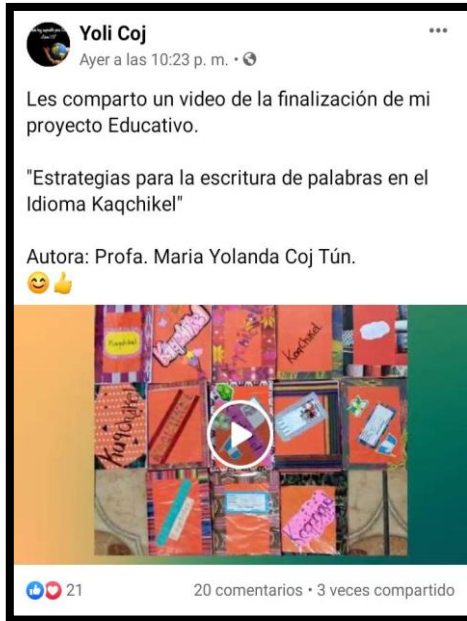 Yoli Coj
Ayer a las 10:23 p. m. •
Les comparto un video de la finalización de mi
proyecto Educativo.
"Estrategias para la escritura de palabras en el
Idioma Kaqchikel"
Autora: Profa. Maria Yolanda Coj Tún.
Kaqchikel
Kaqchikel
Kaqchikel
21
20 comentarios • 3 veces compartido